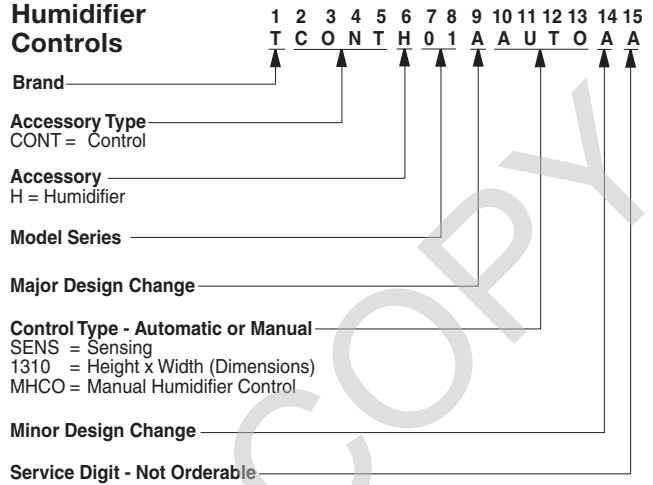 Humidifier
Controls
1 2 3 4 5 6 7 8 9 10 11 12 13 14 15
T C O N T H 0 1 A A U T O A A
Brand
Accessory Type
CONT = Control
Accessory
H = Humidifier
Model Series
Major Design Change
Control Type - Automatic or Manual
SENS = Sensing
1310 = Height x Width (Dimensions)
MHCO = Manual Humidifier Control
Minor Design Change
Service Digit - Not Orderable
COPY